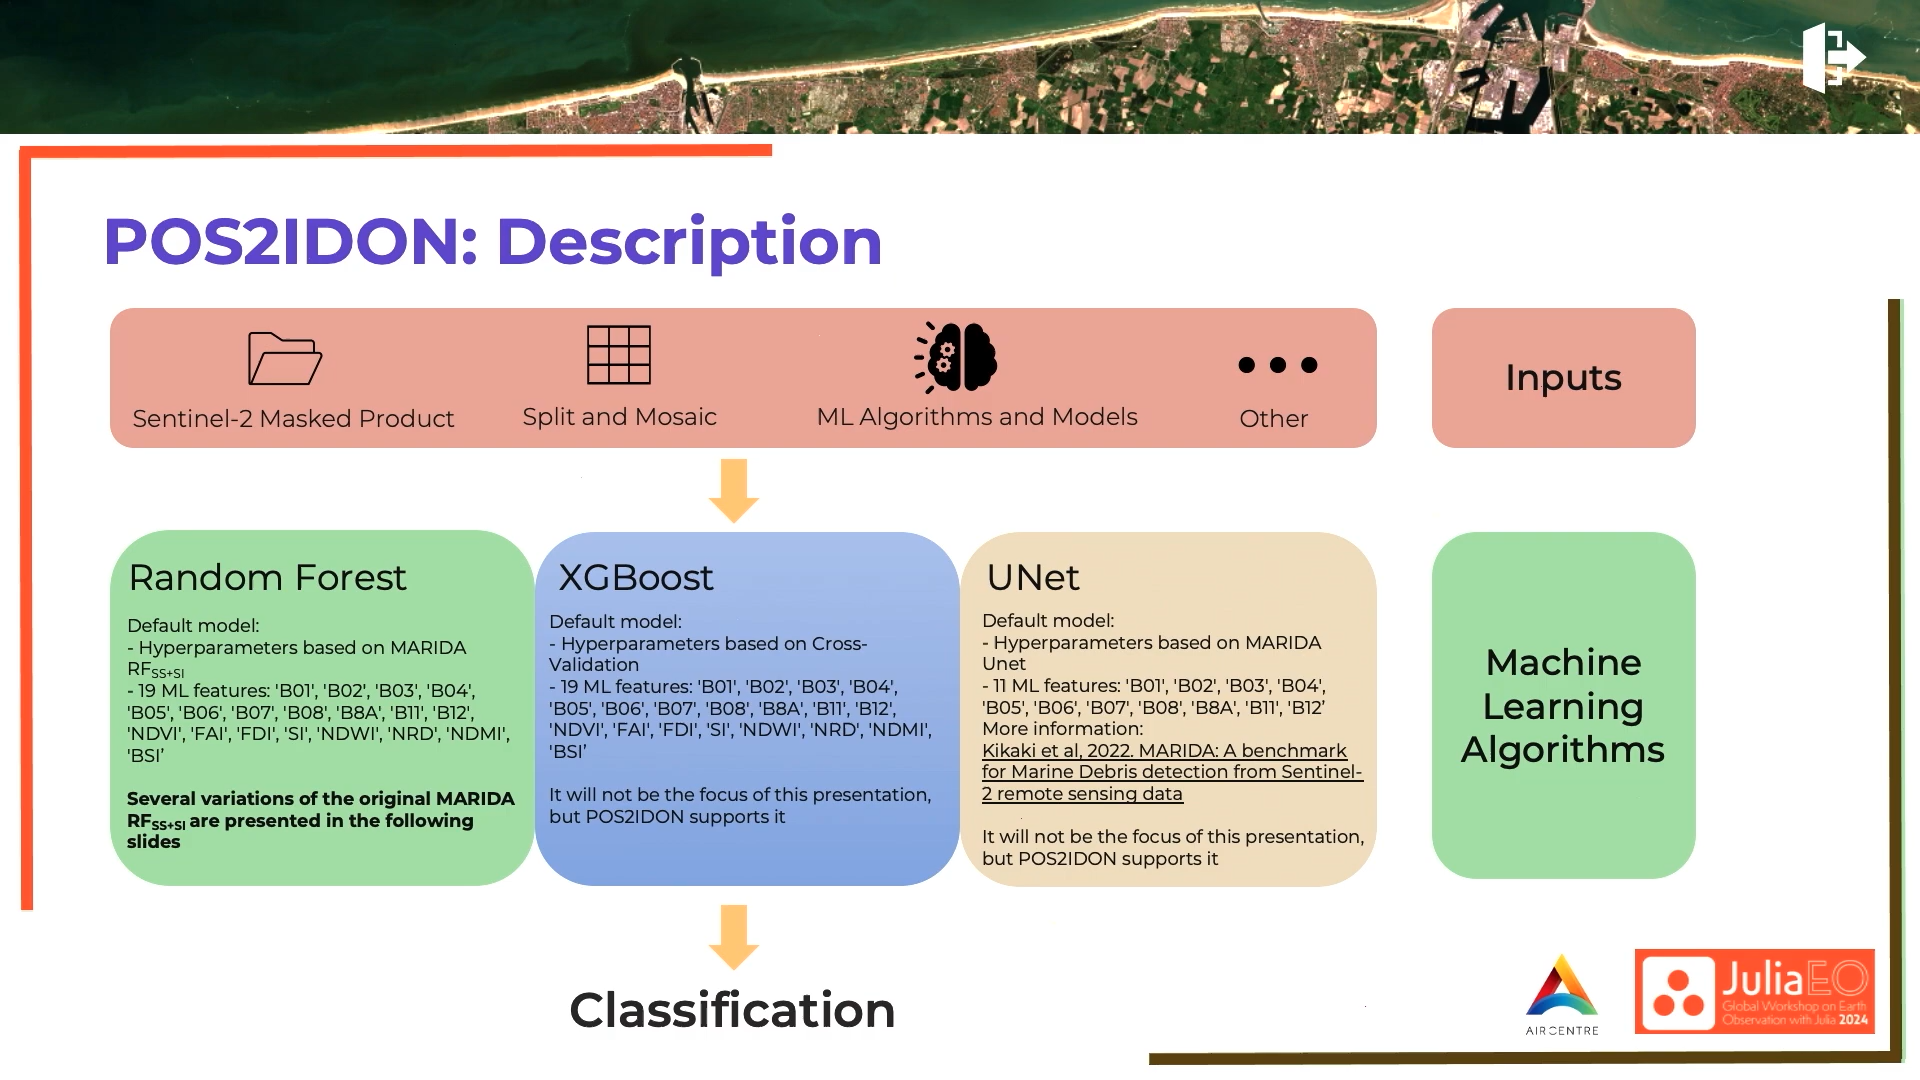 POS2IDON: Description
Sentinel-2 Masked Product
Split and Mosaic
ML Algorithms and Models
Other
Inputs
Random Forest
Default model:
- Hyperparameters based on MARIDA
RFSS+SI
- 19 ML features: 'B01', 'B02', 'B03', 'B04',
'B05', 'B06', 'B07', 'B08', 'B8A', 'B11', 'B12',
'NDVI', 'FAI', 'FDI', 'SI', 'NDWI', 'NRD', 'NDMI',
'BSI’
Several variations of the original MARIDA
RFSS+SI are presented in the following
slides
XGBoost
Default model:
- Hyperparameters based on Cross-
Validation
- 19 ML features: 'B01', 'B02', 'B03', 'B04',
'B05', 'B06', 'B07', 'B08', 'B8A', 'B11', 'B12',
'NDVI', 'FAI', 'FDI', 'SI', 'NDWI', 'NRD', 'NDMI',
'BSI’
It will not be the focus of this presentation,
but POS2IDON supports it
UNet
Default model:
- Hyperparameters based on MARIDA
Unet
- 11 ML features: 'B01', 'B02', 'B03', 'B04',
'B05', 'B06', 'B07', 'B08', 'B8A', 'B11', 'B12’
More information:
Kikaki et al, 2022. MARIDA: A benchmark
for Marine Debris detection from Sentinel-
2 remote sensing data
It will not be the focus of this presentation,
but POS2IDON supports it
Machine
Learning
Algorithms
Classification
AIR CENTRE
JuliaEO
Global Workshop on Earth
Observation with Julia 2024